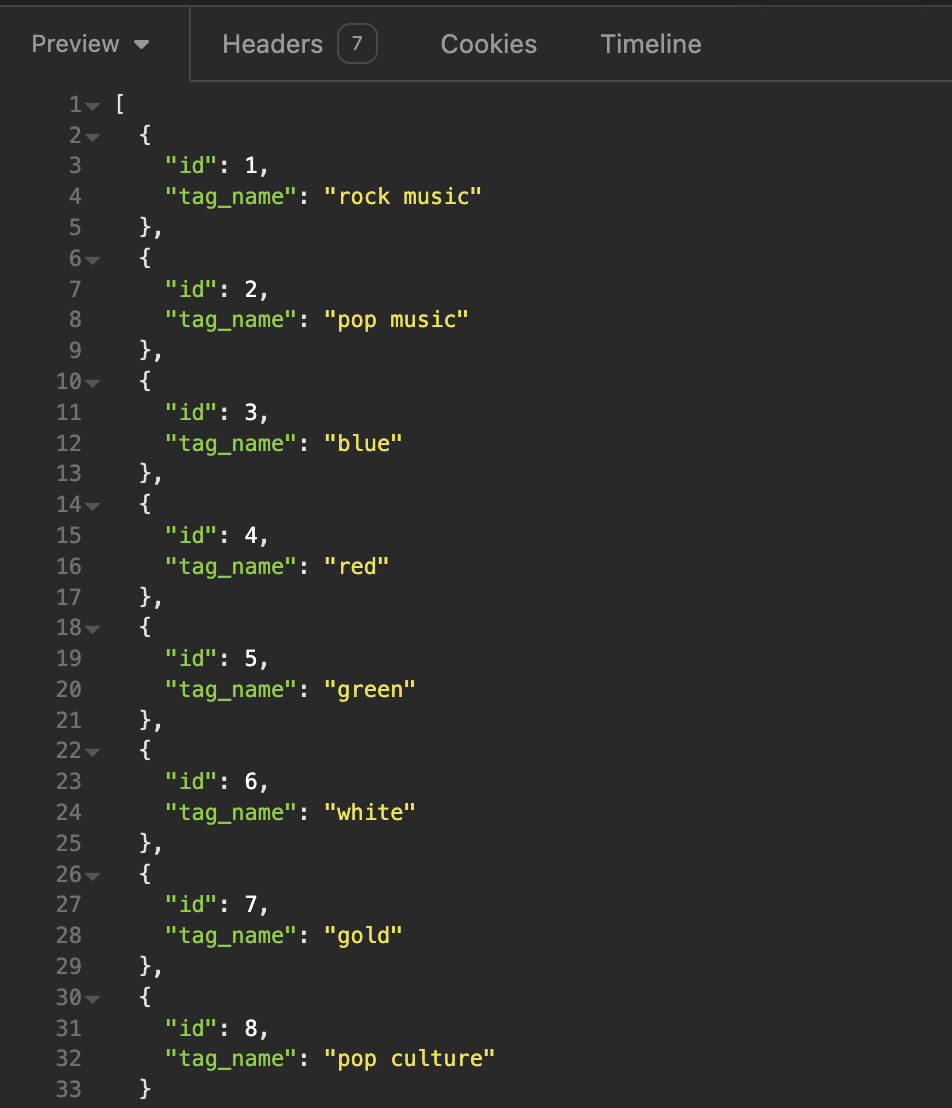 Preview Headers 7 Cookies Timeline
1 [
2 {
3 "id": 1,
4 "tag_name": "rock music"
5 },
6 {
7 "id": 2,
8 "tag_name": "pop music"
9 },
10 {
11 "id": 3,
12 "tag_name": "blue"
13 },
14 {
15 "id": 4,
16 "tag_name": "red"
17 },
18 {
19 "id": 5,
20 "tag_name": "green"
21 },
22 {
23 "id": 6,
24 "tag_name": "white"
25 },
26 {
27 "id": 7,
28 "tag_name": "gold"
29 },
30 {
31 "id": 8,
32 "tag_name": "pop culture"
33 }